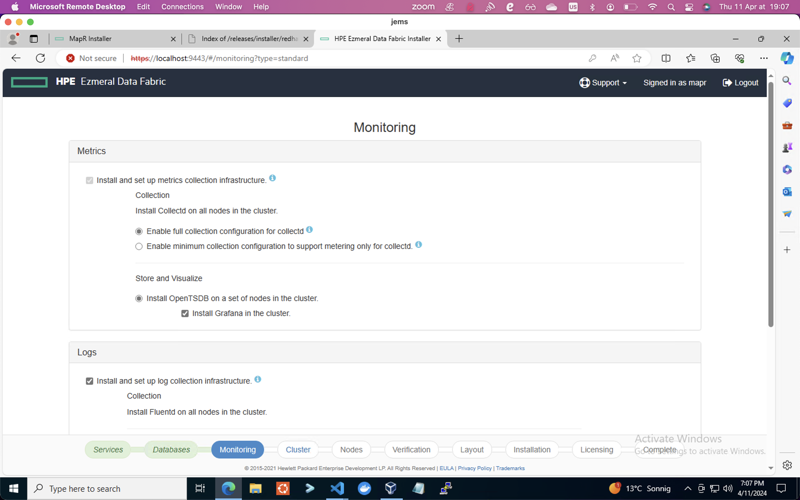 Microsoft Remote Desktop Edit Connections Window Help zoom US Thu 11 Apr at 19:07
jems
MapR Installer
Index of /releases/installer/redha
HPE Ezmeral Data Fabric Installer
Not secure https://localhost:9443/#/monitoring?type=standard
HPE Ezmeral Data Fabric Support Signed in as mapr Logout
Monitoring
Metrics
Install and set up metrics collection infrastructure.
Collection
Install Collectd on all nodes in the cluster.
Enable full collection configuration for collectd
Enable minimum collection configuration to support metering only for collectd.
Store and Visualize
Install OpenTSDB on a set of nodes in the cluster.
Install Grafana in the cluster.
Logs
Install and set up log collection infrastructure.
Collection
Install Fluentd on all nodes in the cluster.
Activate Windows
Go to Settings to activate Windows.
Services Databases Monitoring Cluster Nodes Verification Layout Installation Licensing Complete
© 2015-2021 Hewlett Packard Enterprise Development LP. All Rights Reserved | EULA | Privacy Policy | Trademarks
Type here to search
13°C Sonnig
7:07 PM
4/11/2024